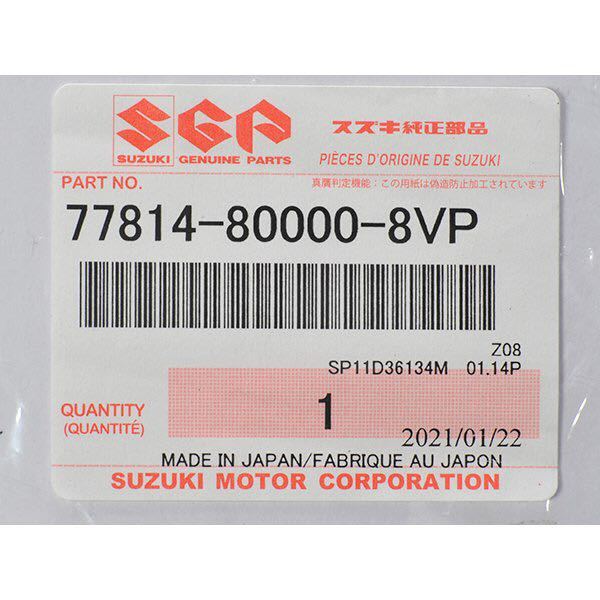 SGP
SUZUKI GENUINE PARTS
スズキ純正部品
PIÈCES D'ORIGINE DE SUZUKI
PART NO.
真贋判定機能:この用紙は偽造防止加工されています
77814-80000-8VP
Z08
SP11D36134M 01.14P
QUANTITY
(QUANTITÉ)
1
2021/01/22
MADE IN JAPAN/FABRIQUE AU JAPON
SUZUKI MOTOR CORPORATION